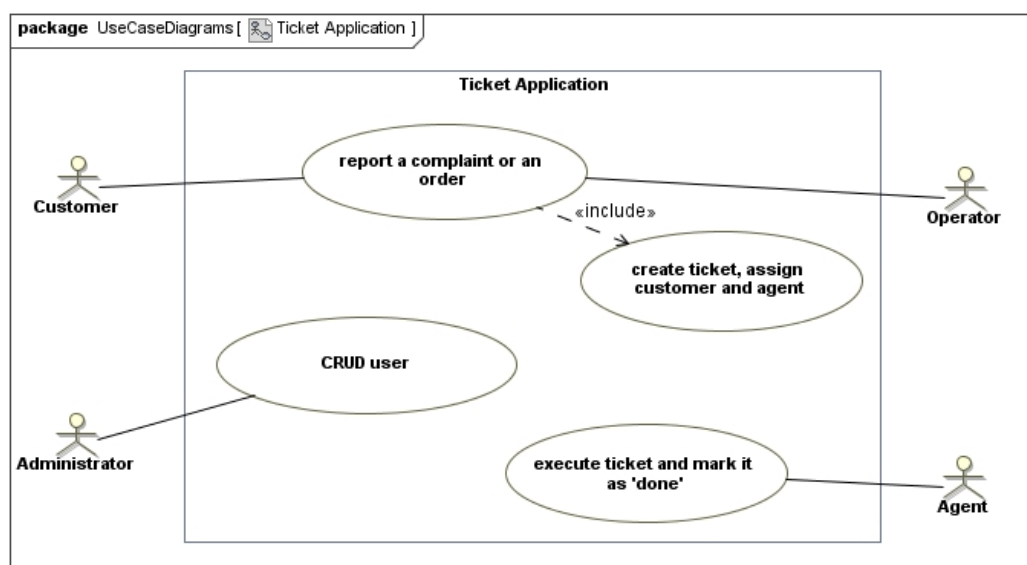 package UseCaseDiagrams [ Ticket Application ]
Ticket Application
report a complaint or an
order
Customer
Operator
«include»
create ticket, assign
customer and agent
CRUD user
Administrator
execute ticket and mark it
as 'done'
Agent